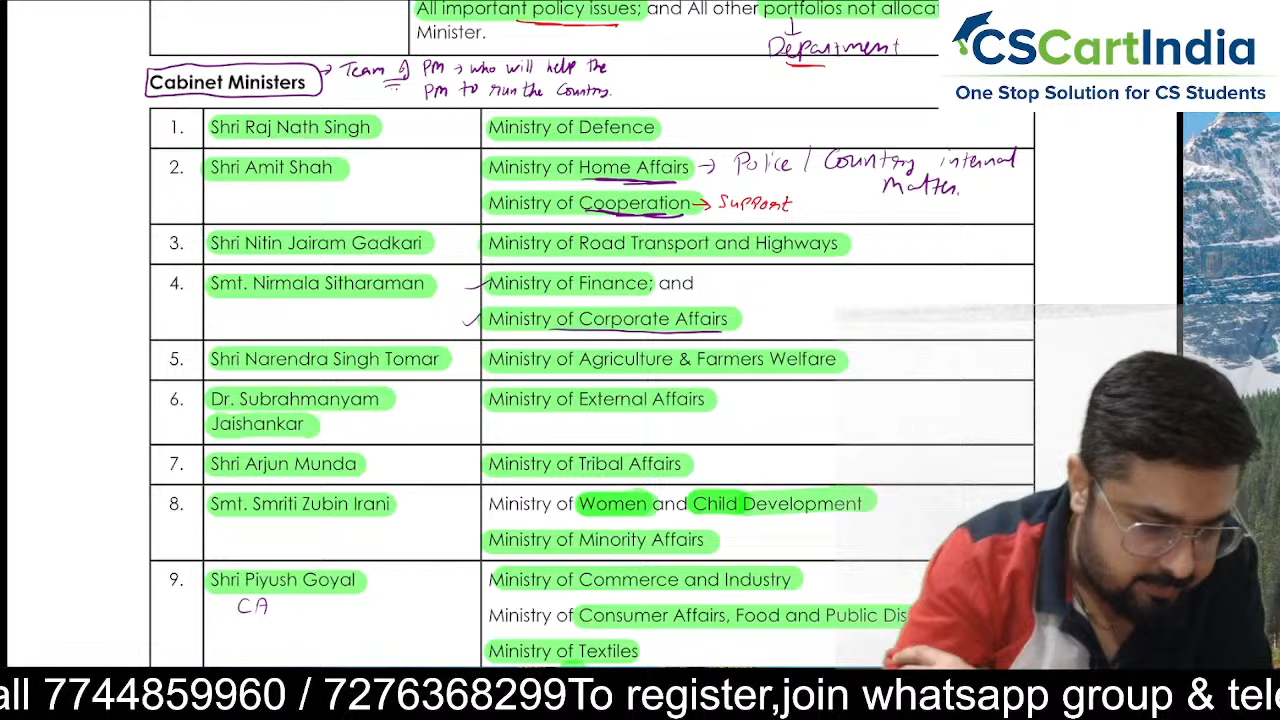 All important policy issues; and All other portfolios not alloca
Minister.
Department
CSCartIndia
One Stop Solution for CS Students
Cabinet Ministers
Team of PM → who will help the
PM to run the Country.
1. Shri Raj Nath Singh Ministry of Defence
2. Shri Amit Shah Ministry of Home Affairs → Police / Country internal
Matter.
Ministry of Cooperation → Support
3. Shri Nitin Jairam Gadkari Ministry of Road Transport and Highways
4. Smt. Nirmala Sitharaman Ministry of Finance; and
Ministry of Corporate Affairs
5. Shri Narendra Singh Tomar Ministry of Agriculture & Farmers Welfare
6. Dr. Subrahmanyam Ministry of External Affairs
Jaishankar
7. Shri Arjun Munda Ministry of Tribal Affairs
8. Smt. Smriti Zubin Irani Ministry of Women and Child Development
Ministry of Minority Affairs
9. Shri Piyush Goyal Ministry of Commerce and Industry
CA
Ministry of Consumer Affairs, Food and Public Dis
Ministry of Textiles
all 7744859960 / 7276368299To register,join whatsapp group & tele